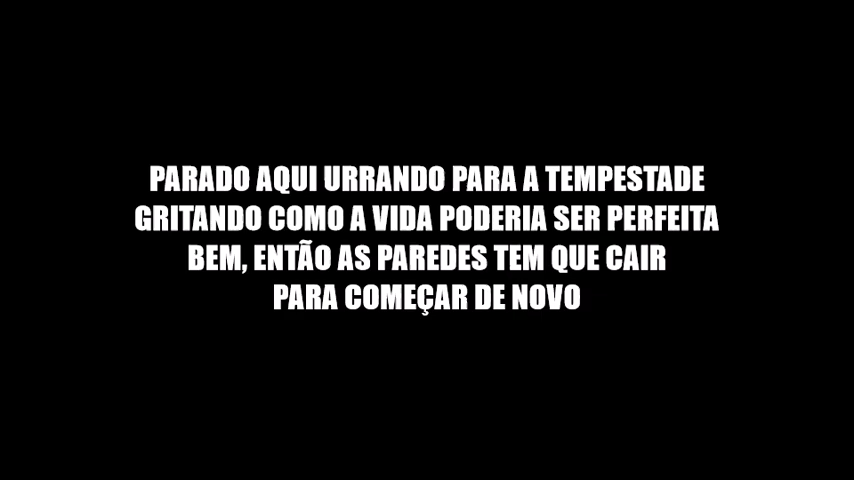 PARADO AQUI URRANDO PARA A TEMPESTADE
GRITANDO COMO A VIDA PODERIA SER PERFEITA
BEM, ENTÃO AS PAREDES TEM QUE CAIR
PARA COMEÇAR DE NOVO